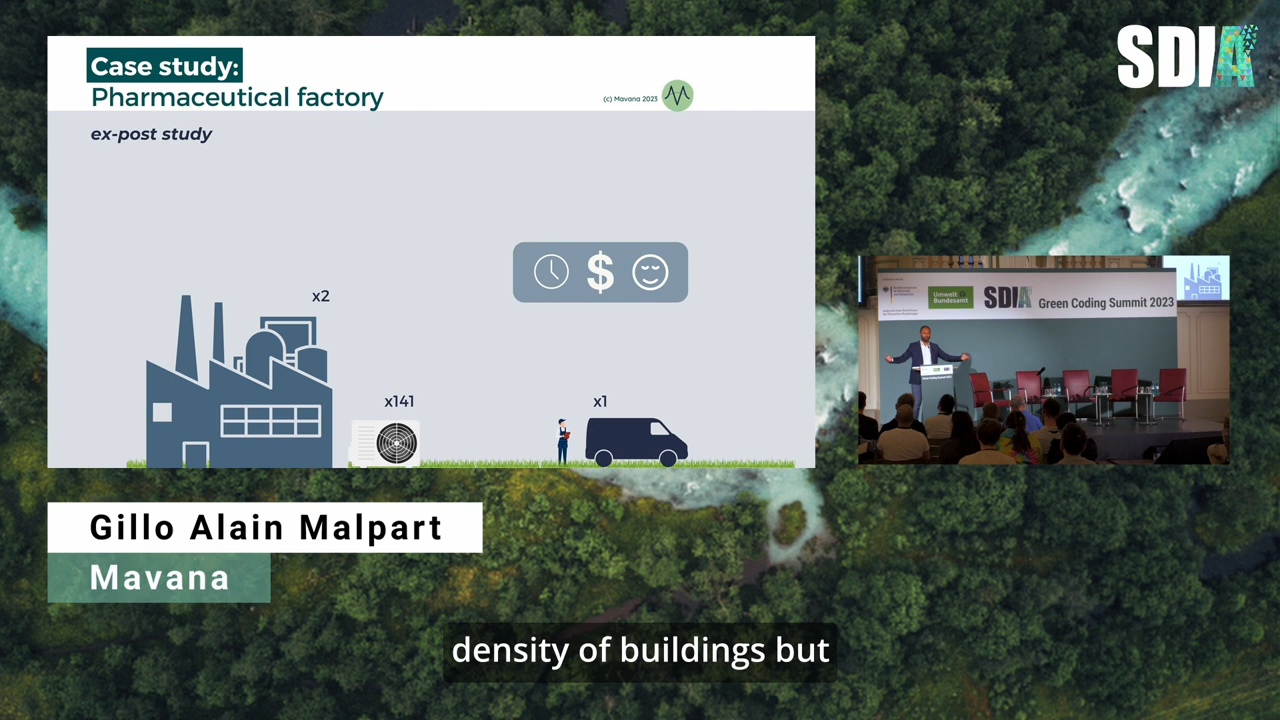 SDIA
Case study:
Pharmaceutical factory
(c) Mavana 2023
ex-post study
x2
$
x141
x1
Umwelt
Bundesamt
SDIA
Green Coding Summit 2023
Gillo Alain Malpart
Mavana
density of buildings but